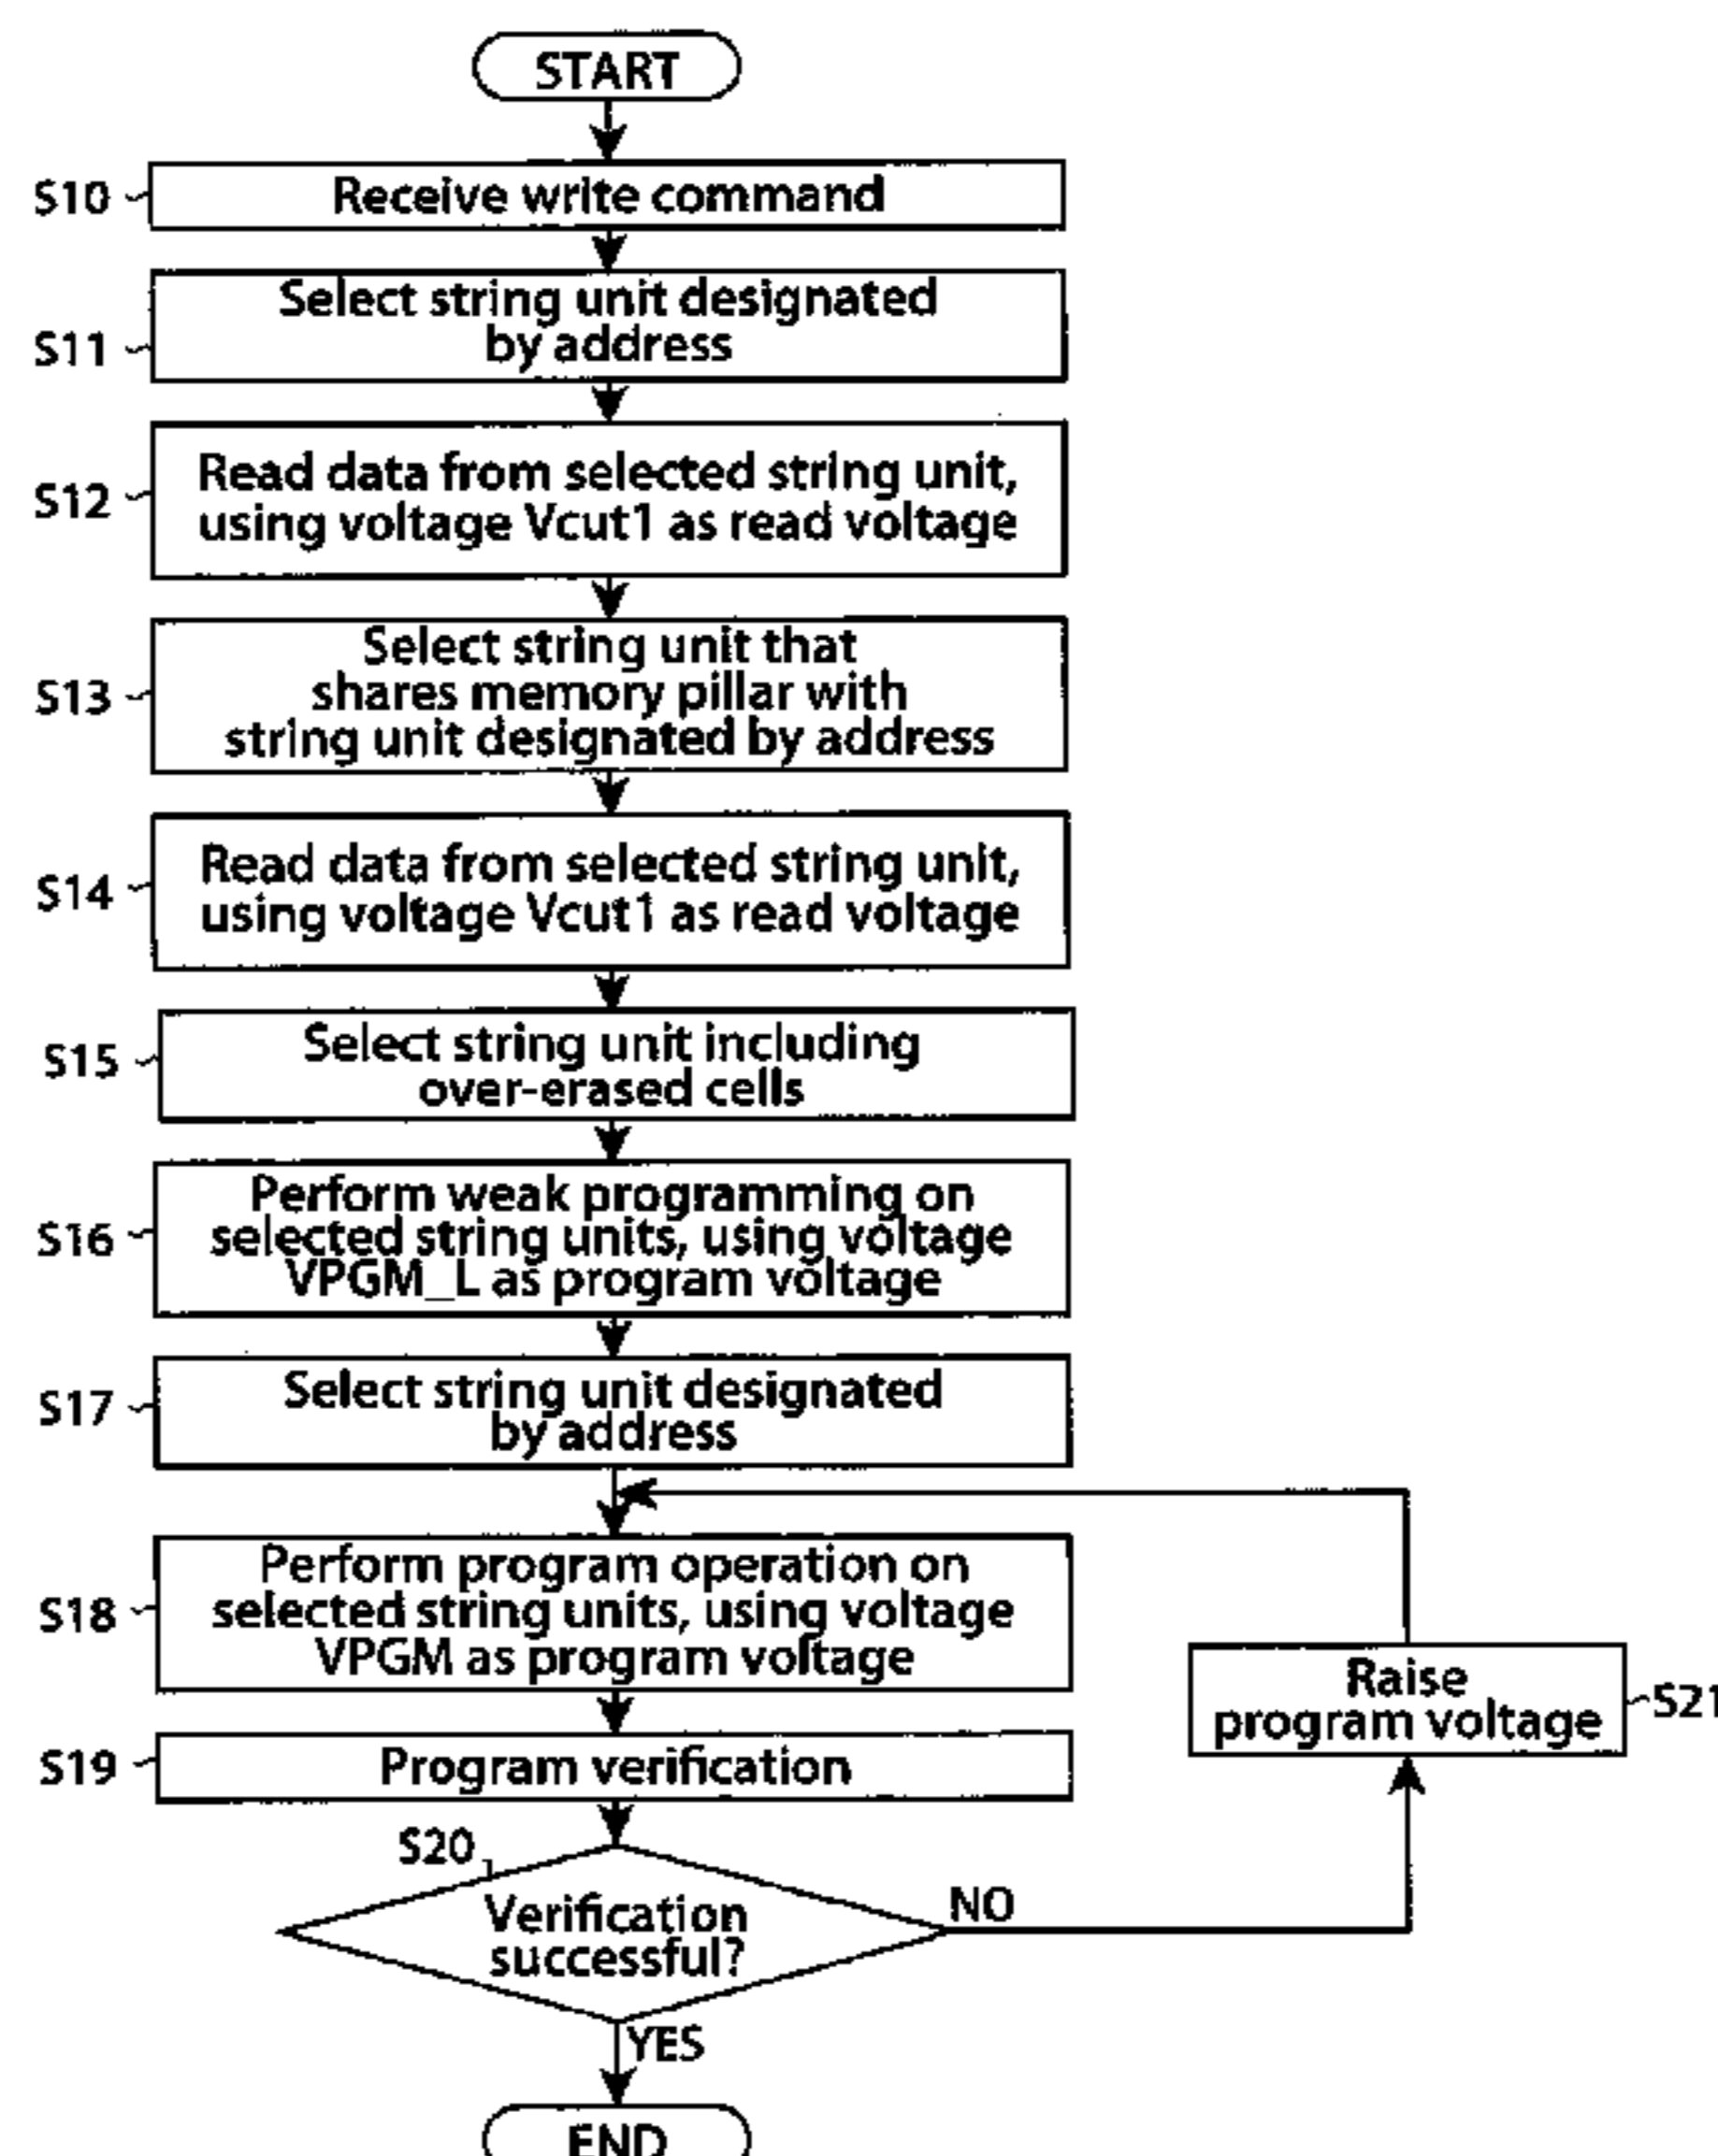 START
S10
Receive write command
S11
Select string unit designated
by address
S12
Read data from selected string unit,
using voltage Vcut1 as read voltage
S13
Select string unit that
shares memory pillar with
string unit designated by address
S14
Read data from selected string unit,
using voltage Vcut1 as read voltage
S15
Select string unit including
over-erased cells
S16
Perform weak programming on
selected string units, using voltage
VPGM_L as program voltage
S17
Select string unit designated
by address
S18
Perform program operation on
selected string units, using voltage
VPGM as program voltage
Raise
program voltage
S21
S19
Program verification
S20
Verification
successful?
NO
YES
END